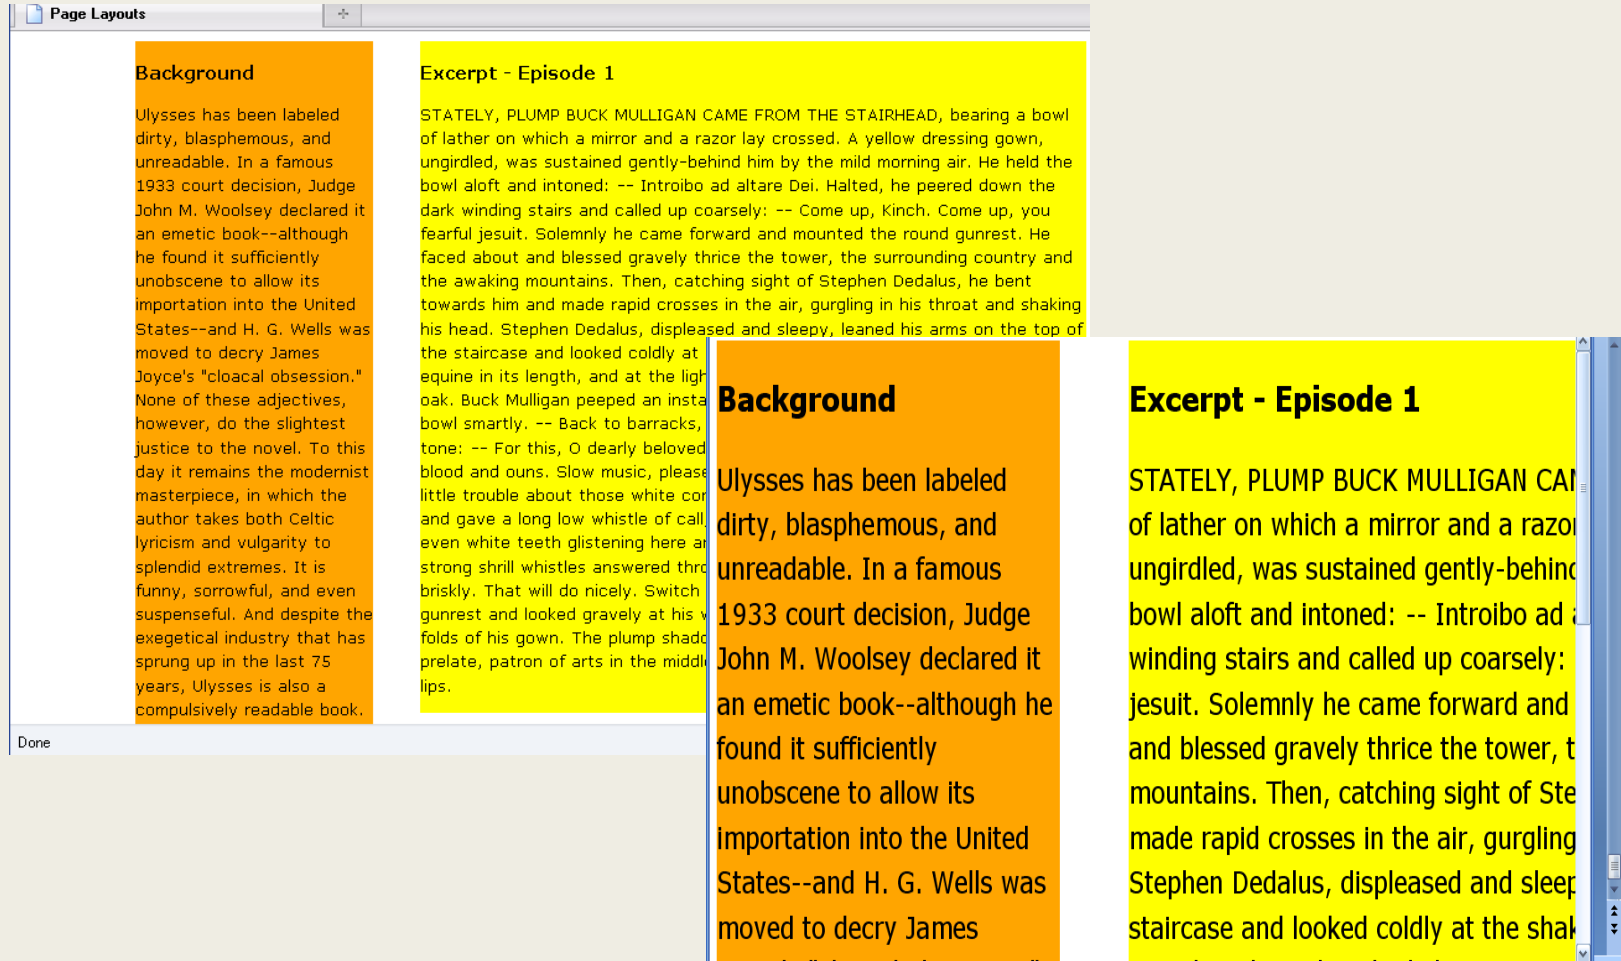 Page Layouts
Background
Ulysses has been labeled
dirty, blasphemous, and
unreadable. In a famous
1933 court decision, Judge
John M. Woolsey declared it
an emetic book--although
he found it sufficiently
unobscene to allow its
importation into the United
States--and H. G. Wells was
moved to decry James
Joyce's "cloacal obsession."
None of these adjectives,
however, do the slightest
justice to the novel. To this
day it remains the modernist
masterpiece, in which the
author takes both Celtic
lyricism and vulgarity to
splendid extremes. It is
funny, sorrowful, and even
suspenseful. And despite the
exegetical industry that has
sprung up in the last 75
years, Ulysses is also a
compulsively readable book.
Excerpt - Episode 1
STATELY, PLUMP BUCK MULLIGAN CAME FROM THE STAIRHEAD, bearing a bowl
of lather on which a mirror and a razor lay crossed. A yellow dressing gown,
ungirdled, was sustained gently-behind him by the mild morning air. He held the
bowl aloft and intoned: -- Introibo ad altare Dei. Halted, he peered down the
dark winding stairs and called up coarsely: -- Come up, Kinch. Come up, you
fearful jesuit. Solemnly he came forward and mounted the round gunrest. He
faced about and blessed gravely thrice the tower, the surrounding country and
the awaking mountains. Then, catching sight of Stephen Dedalus, he bent
towards him and made rapid crosses in the air, gurgling in his throat and shaking
his head. Stephen Dedalus, displeased and sleepy, leaned his arms on the top of
the staircase and looked coldly at
equine in its length, and at the
oak. Buck Mulligan peeped an
bowl smartly. -- Back to barracks,
tone: -- For this, O dearly beloved
blood and ouns. Slow music, please
little trouble about those white
and gave a long low whistle of call,
even white teeth glistening here
strong shrill whistles answered
briskly. That will do nicely. Switch
gunrest and looked gravely at his
folds of his gown. The plump
prelate, patron of arts in the
lips.
Done
Background
Ulysses has been labeled
dirty, blasphemous, and
unreadable. In a famous
1933 court decision, Judge
John M. Woolsey declared it
an emetic book--although he
found it sufficiently
unobscene to allow its
importation into the United
States--and H. G. Wells was
moved to decry James
Excerpt - Episode 1
STATELY, PLUMP BUCK MULLIGAN
of lather on which a mirror and a
ungirdled, was sustained
bowl aloft and intoned: -- Introibo ad
winding stairs and called up coarsely:
jesuit. Solemnly he came forward and
and blessed gravely thrice the tower,
mountains. Then, catching sight of
made rapid crosses in the air, gurgling
Stephen Dedalus, displeased and
staircase and looked coldly at the